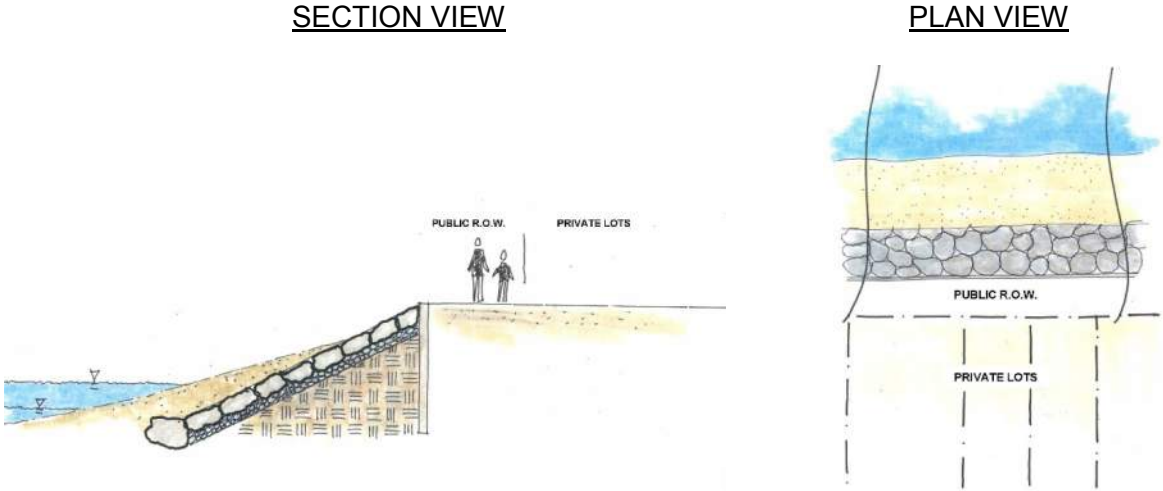 SECTION VIEW
PLAN VIEW
PUBLIC R.O.W.
PRIVATE LOTS
PUBLIC R.O.W.
PRIVATE LOTS